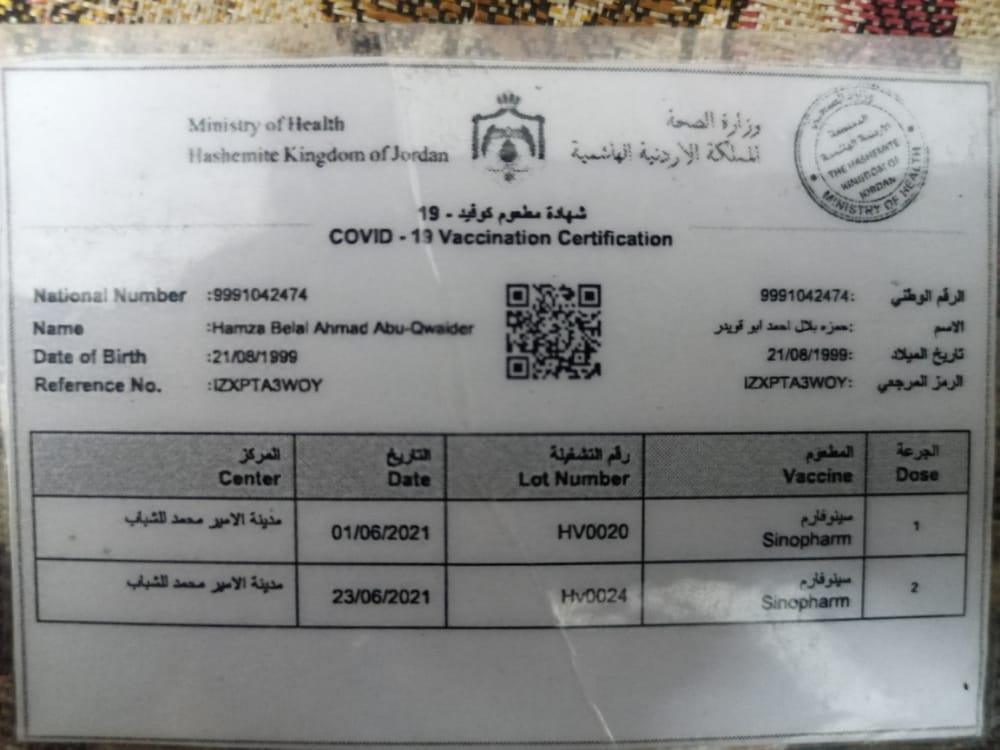 Ministry of Health
Hashemite Kingdom of Jordan
وزارة الصحة
المملكة الاردنية الهاشمية
THE HASHEMITE
KINGDOM OF
JORDAN
MINISTRY OF HEALTH
شهادة مطعوم كوفيد - 19
COVID - 19 Vaccination Certification
National Number :9991042474
Name :Hamza Belal Ahmad Abu-Qwaider
Date of Birth :21/08/1999
Reference No. :IZXPTA3WOY
الرقم الوطني :9991042474
الاسم :حمزه بلال احمد ابو قويدر
تاريخ الميلاد :21/08/1999
الرمز المرجعي :IZXPTA3WOY
المركز التاريخ رقم التشغيلة المطعوم الجرعة
Center Date Lot Number Vaccine Dose
مدينة الامير محمد للشباب 01/06/2021 HV0020 سينوفارم 1
Sinopharm
مدينة الامير محمد للشباب 23/06/2021 Hv0024 سينوفارم 2
Sinopharm